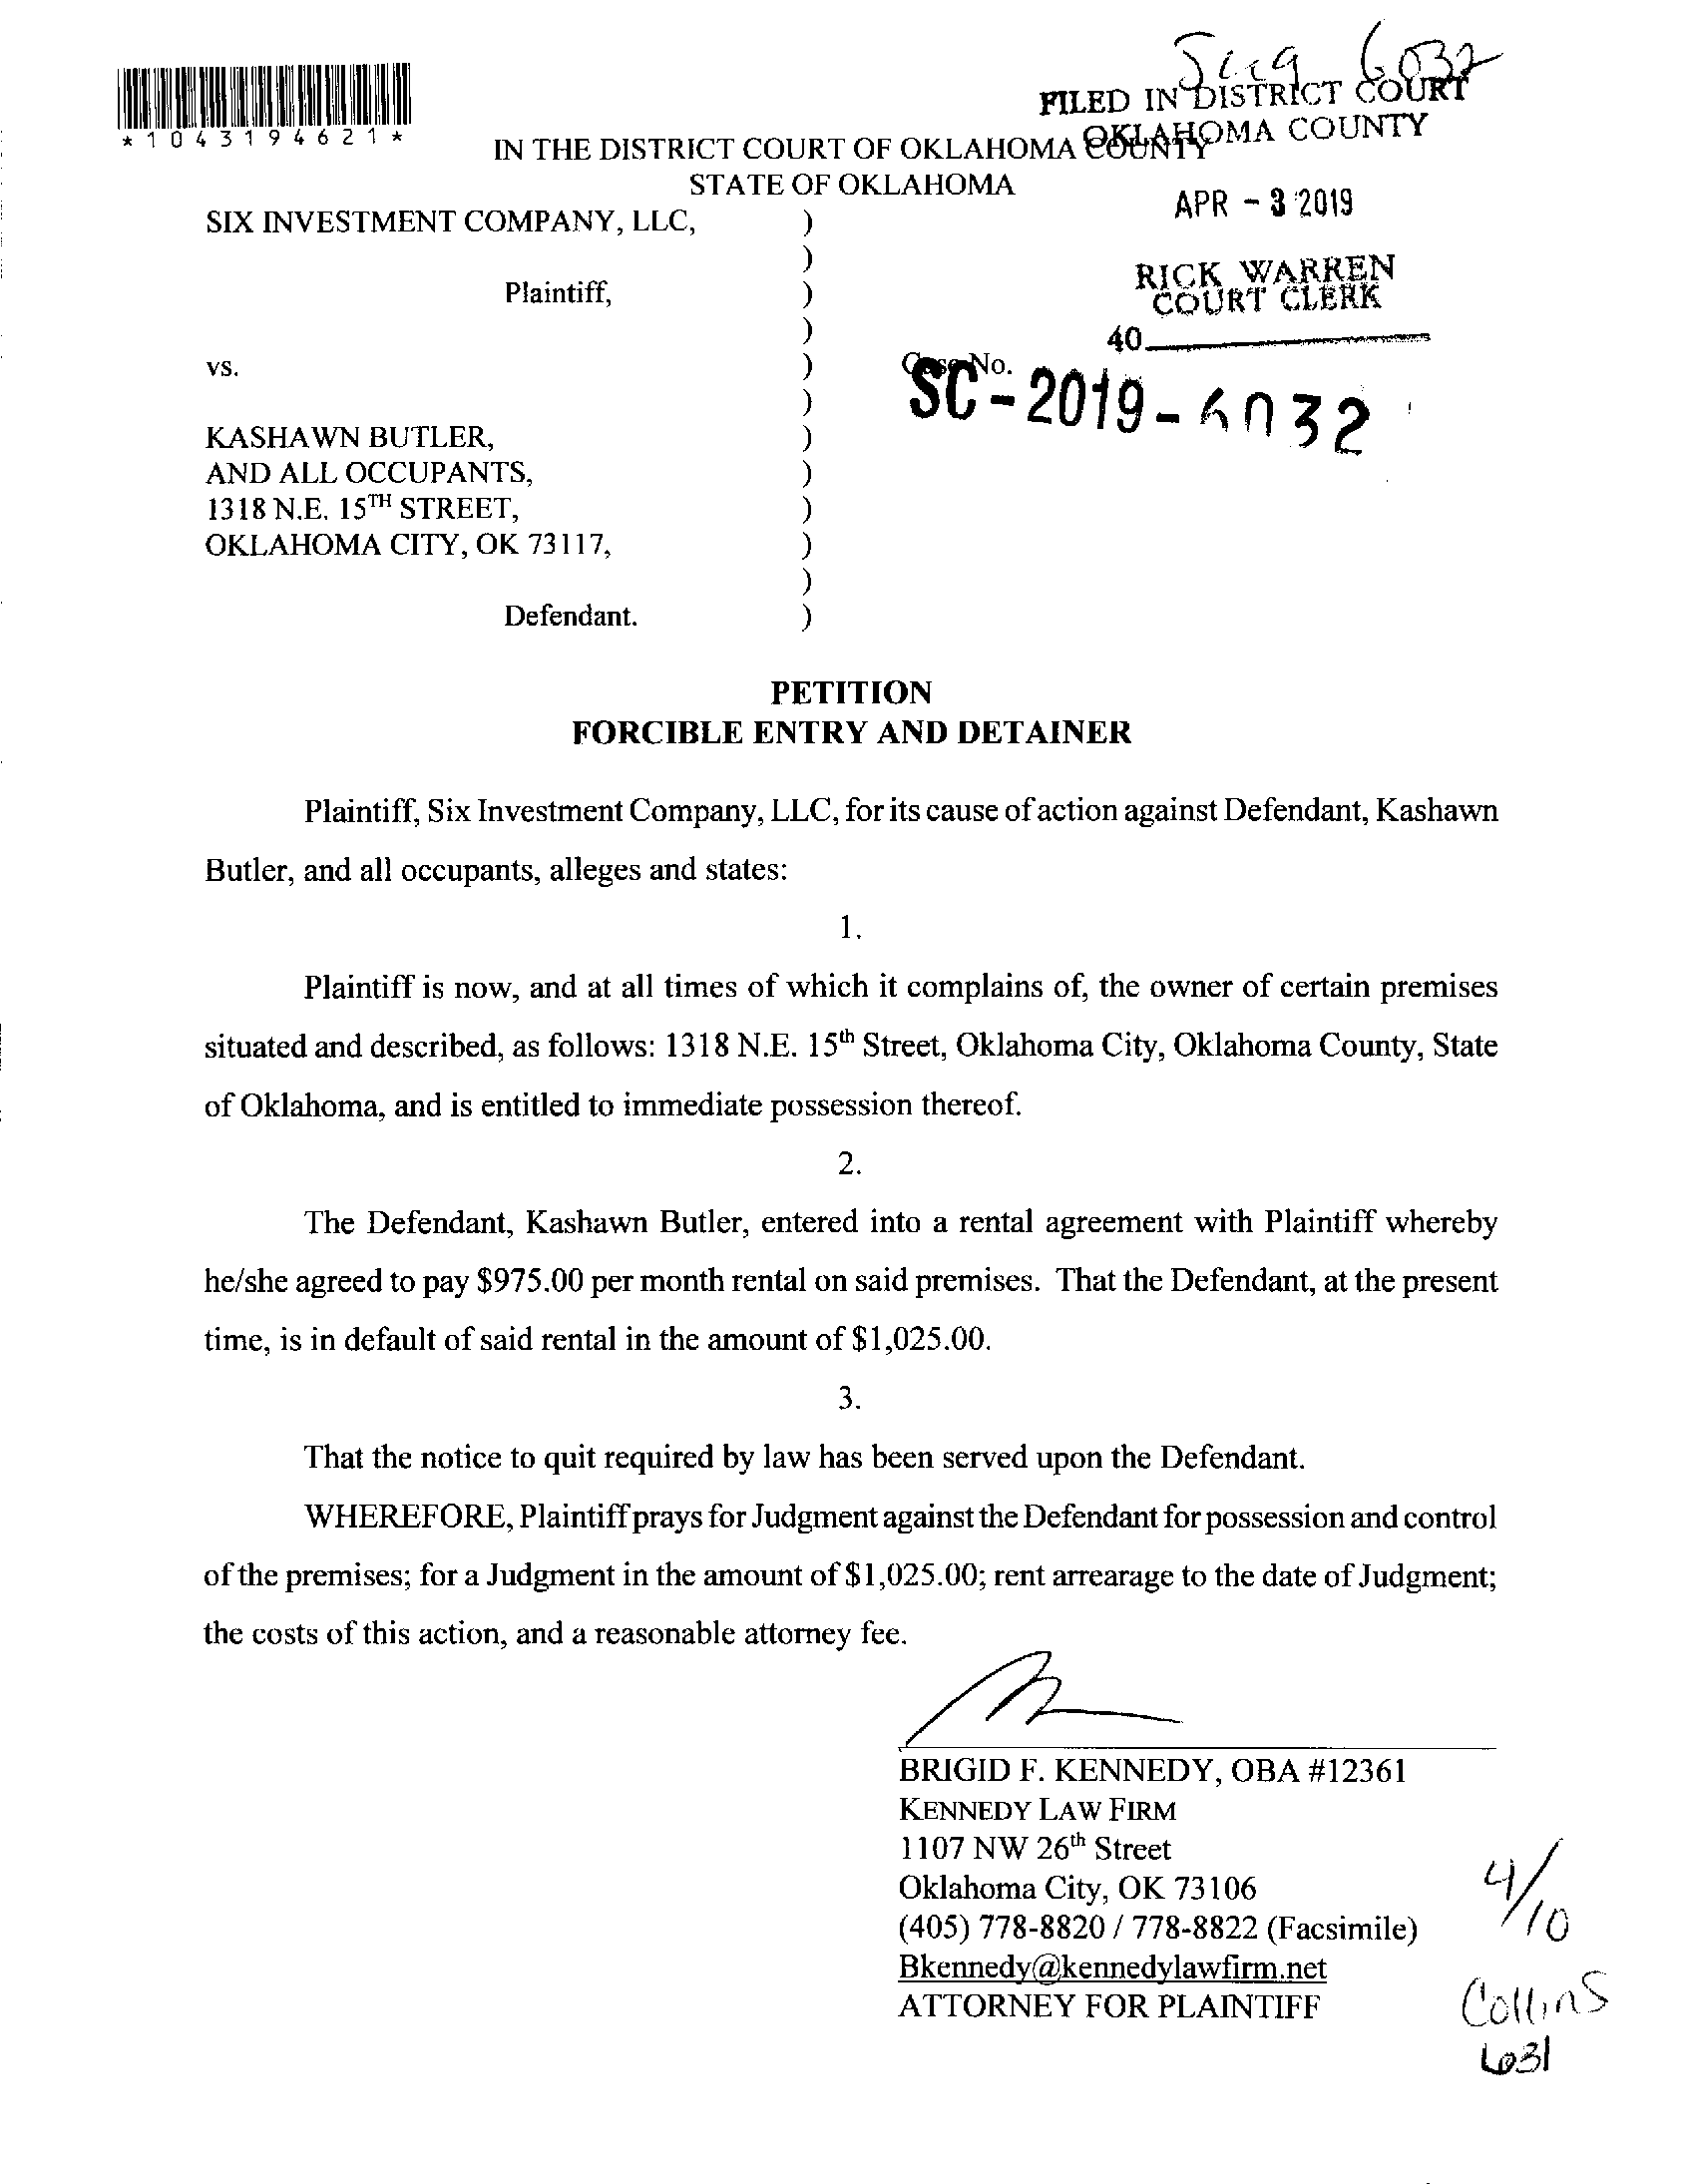 6032
FILED IN DISTRICT COURT
OKLAHOMA COUNTY
*1043194621*
IN THE DISTRICT COURT OF OKLAHOMA COUNTY
STATE OF OKLAHOMA
APR - 3 2019
SIX INVESTMENT COMPANY, LLC, )
)
RICK WARREN
COURT CLERK
Plaintiff, )
)
40
vs. ) Case No.
SC-2019-6032
)
KASHAWN BUTLER, )
AND ALL OCCUPANTS, )
1318 N.E. 15TH STREET, )
OKLAHOMA CITY, OK 73117, )
)
Defendant. )
PETITION
FORCIBLE ENTRY AND DETAINER
Plaintiff, Six Investment Company, LLC, for its cause of action against Defendant, Kashawn
Butler, and all occupants, alleges and states:
1.
Plaintiff is now, and at all times of which it complains of, the owner of certain premises
situated and described, as follows: 1318 N.E. 15th Street, Oklahoma City, Oklahoma County, State
of Oklahoma, and is entitled to immediate possession thereof.
2.
The Defendant, Kashawn Butler, entered into a rental agreement with Plaintiff whereby
he/she agreed to pay $975.00 per month rental on said premises. That the Defendant, at the present
time, is in default of said rental in the amount of $1,025.00.
3.
That the notice to quit required by law has been served upon the Defendant.
WHEREFORE, Plaintiff prays for Judgment against the Defendant for possession and control
of the premises; for a Judgment in the amount of $1,025.00; rent arrearage to the date of Judgment;
the costs of this action, and a reasonable attorney fee.
BRIGID F. KENNEDY, OBA #12361
KENNEDY LAW FIRM
1107 NW 26th Street
Oklahoma City, OK 73106
(405) 778-8820 / 778-8822 (Facsimile)
Bkennedy@kennedylawfirm.net
ATTORNEY FOR PLAINTIFF
4/10
Collins
631